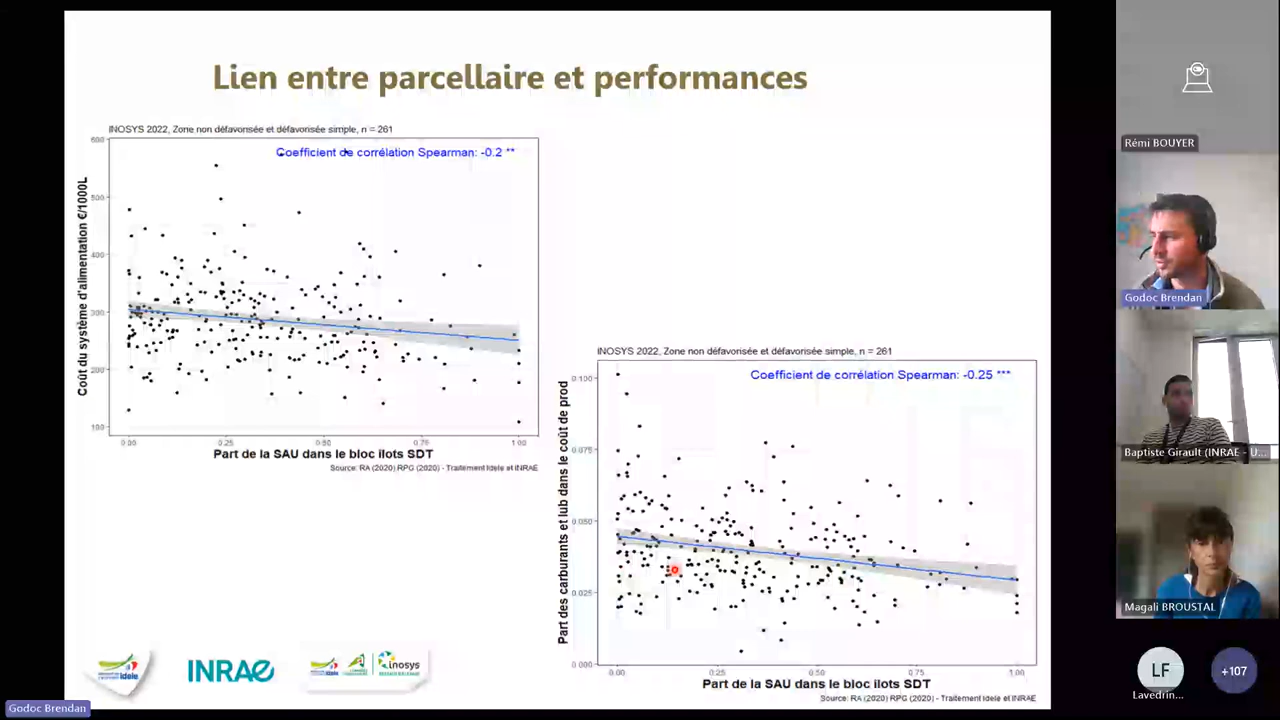 Lien entre parcellaire et performances
INOSYS 2022, Zone non défavorisée et défavorisée simple, n = 261
Coefficient de corrélation Spearman: -0.2 **
Coût du système d'alimentation €/1000L
600
500
400
300
200
100
0.00 0.25 0.50 0.75 1.00
Part de la SAU dans le bloc îlots SDT
Source: RA (2020) RPG (2020) - Traitement Idele et INRAE
INOSYS 2022, Zone non défavorisée et défavorisée simple, n = 261
Coefficient de corrélation Spearman: -0.25 ***
Part des carburants et lub dans le coût de prod
0.100
0.075
0.050
0.025
0.000
0.00 0.25 0.50 0.75 1.00
Part de la SAU dans le bloc îlots SDT
Source: RA (2020) RPG (2020) - Traitement Idele et INRAE
idele
INRAE
inosys
Godoc Brendan
Rémi BOUYER
Godoc Brendan
Baptiste Girault (INRAE - U...
Magali BROUSTAL
LF
Lavedrin...
+107